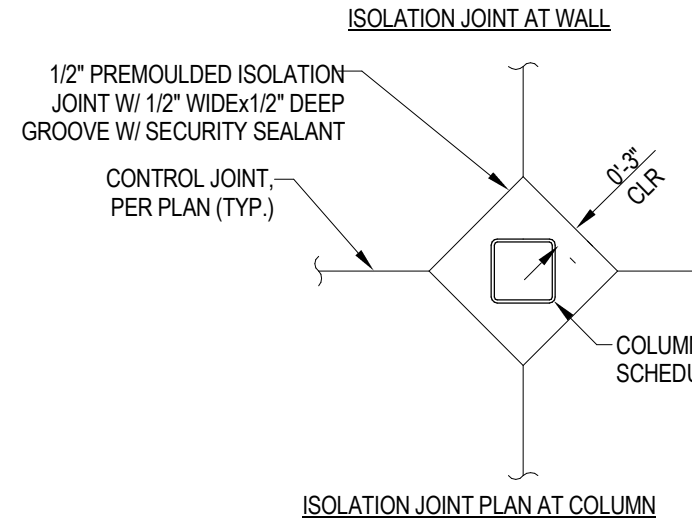 ISOLATION JOINT AT WALL
1/2" PREMOULDED ISOLATION
JOINT W/ 1/2" WIDEx1/2" DEEP
GROOVE W/ SECURITY SEALANT
CONTROL JOINT,
PER PLAN (TYP.)
0'-3"
CLR
ISOLATION JOINT PLAN AT COLUMN